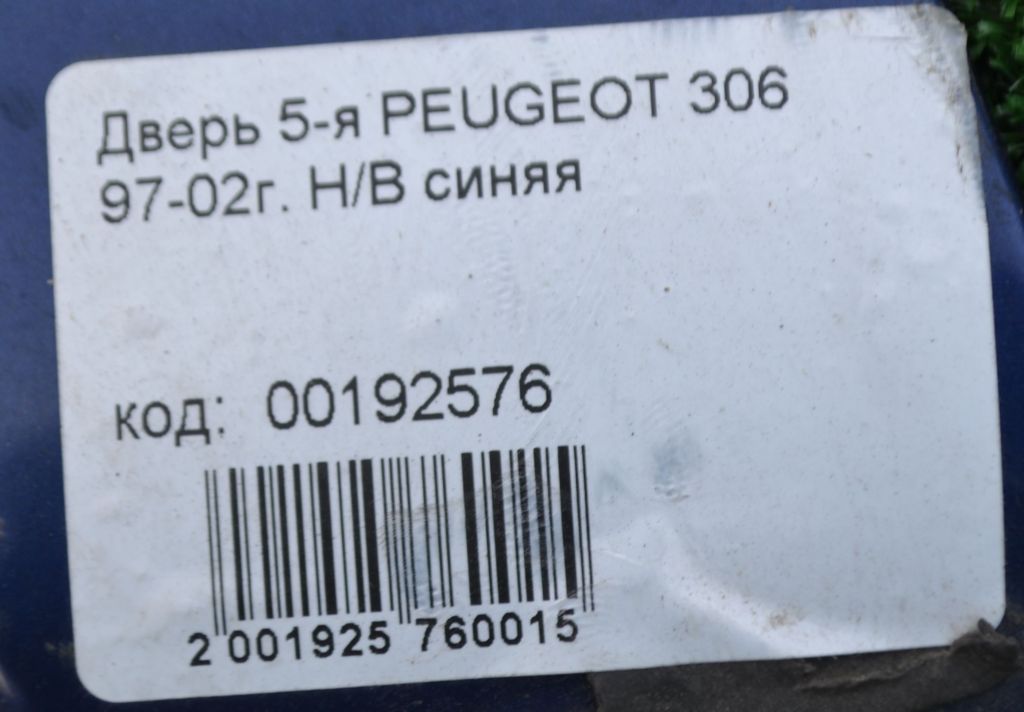 Дверь 5-я PEUGEOT 306
97-02г. Н/В синяя
код: 00192576
2 001925 760015